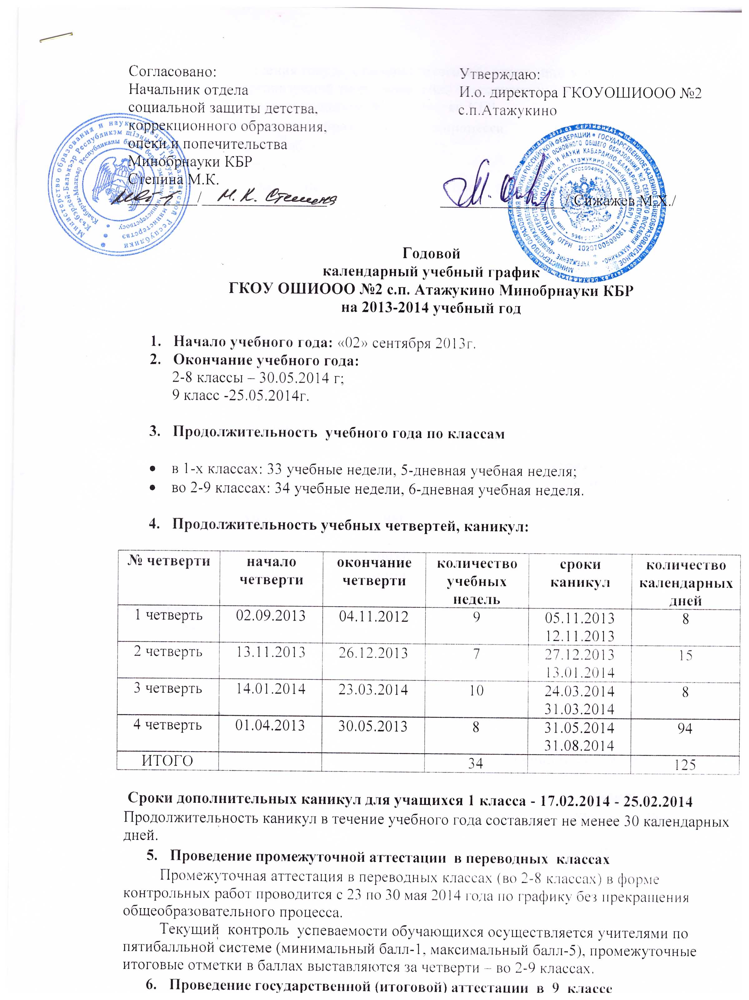 Согласовано:
Начальник отдела
социальной защиты детства,
коррекционного образования,
опеки и попечительства
Минобрнауки КБР
Степина М.К.
/ М. К. Степина
Утверждаю:
И.о. директора ГКОУОШИООО №2
с.п.Атажукино
/ Сижажев М.Х./
Министерство образования и науки Кабардино-Балкарской Республики
Годовой
календарный учебный график
ГКОУ ОШИООО №2 с.п. Атажукино Минобрнауки КБР
на 2013-2014 учебный год
1. Начало учебного года: «02» сентября 2013г.
2. Окончание учебного года:
2-8 классы – 30.05.2014 г;
9 класс -25.05.2014г.
3. Продолжительность учебного года по классам
• в 1-х классах: 33 учебные недели, 5-дневная учебная неделя;
• во 2-9 классах: 34 учебные недели, 6-дневная учебная неделя.
4. Продолжительность учебных четвертей, каникул:
№ четверти начало четверти окончание четверти количество учебных недель сроки каникул количество календарных дней
1 четверть 02.09.2013 04.11.2012 9 05.11.2013 12.11.2013 8
2 четверть 13.11.2013 26.12.2013 7 27.12.2013 13.01.2014 15
3 четверть 14.01.2014 23.03.2014 10 24.03.2014 31.03.2014 8
4 четверть 01.04.2013 30.05.2013 8 31.05.2014 31.08.2014 94
ИТОГО 34 125
Сроки дополнительных каникул для учащихся 1 класса - 17.02.2014 - 25.02.2014
Продолжительность каникул в течение учебного года составляет не менее 30 календарных
дней.
5. Проведение промежуточной аттестации в переводных классах
Промежуточная аттестация в переводных классах (во 2-8 классах) в форме
контрольных работ проводится с 23 по 30 мая 2014 года по графику без прекращения
общеобразовательного процесса.
Текущий контроль успеваемости обучающихся осуществляется учителями по
пятибалльной системе (минимальный балл-1, максимальный балл-5), промежуточные
итоговые отметки в баллах выставляются за четверти – во 2-9 классах.
6. Проведение государственной (итоговой) аттестации в 9 классе